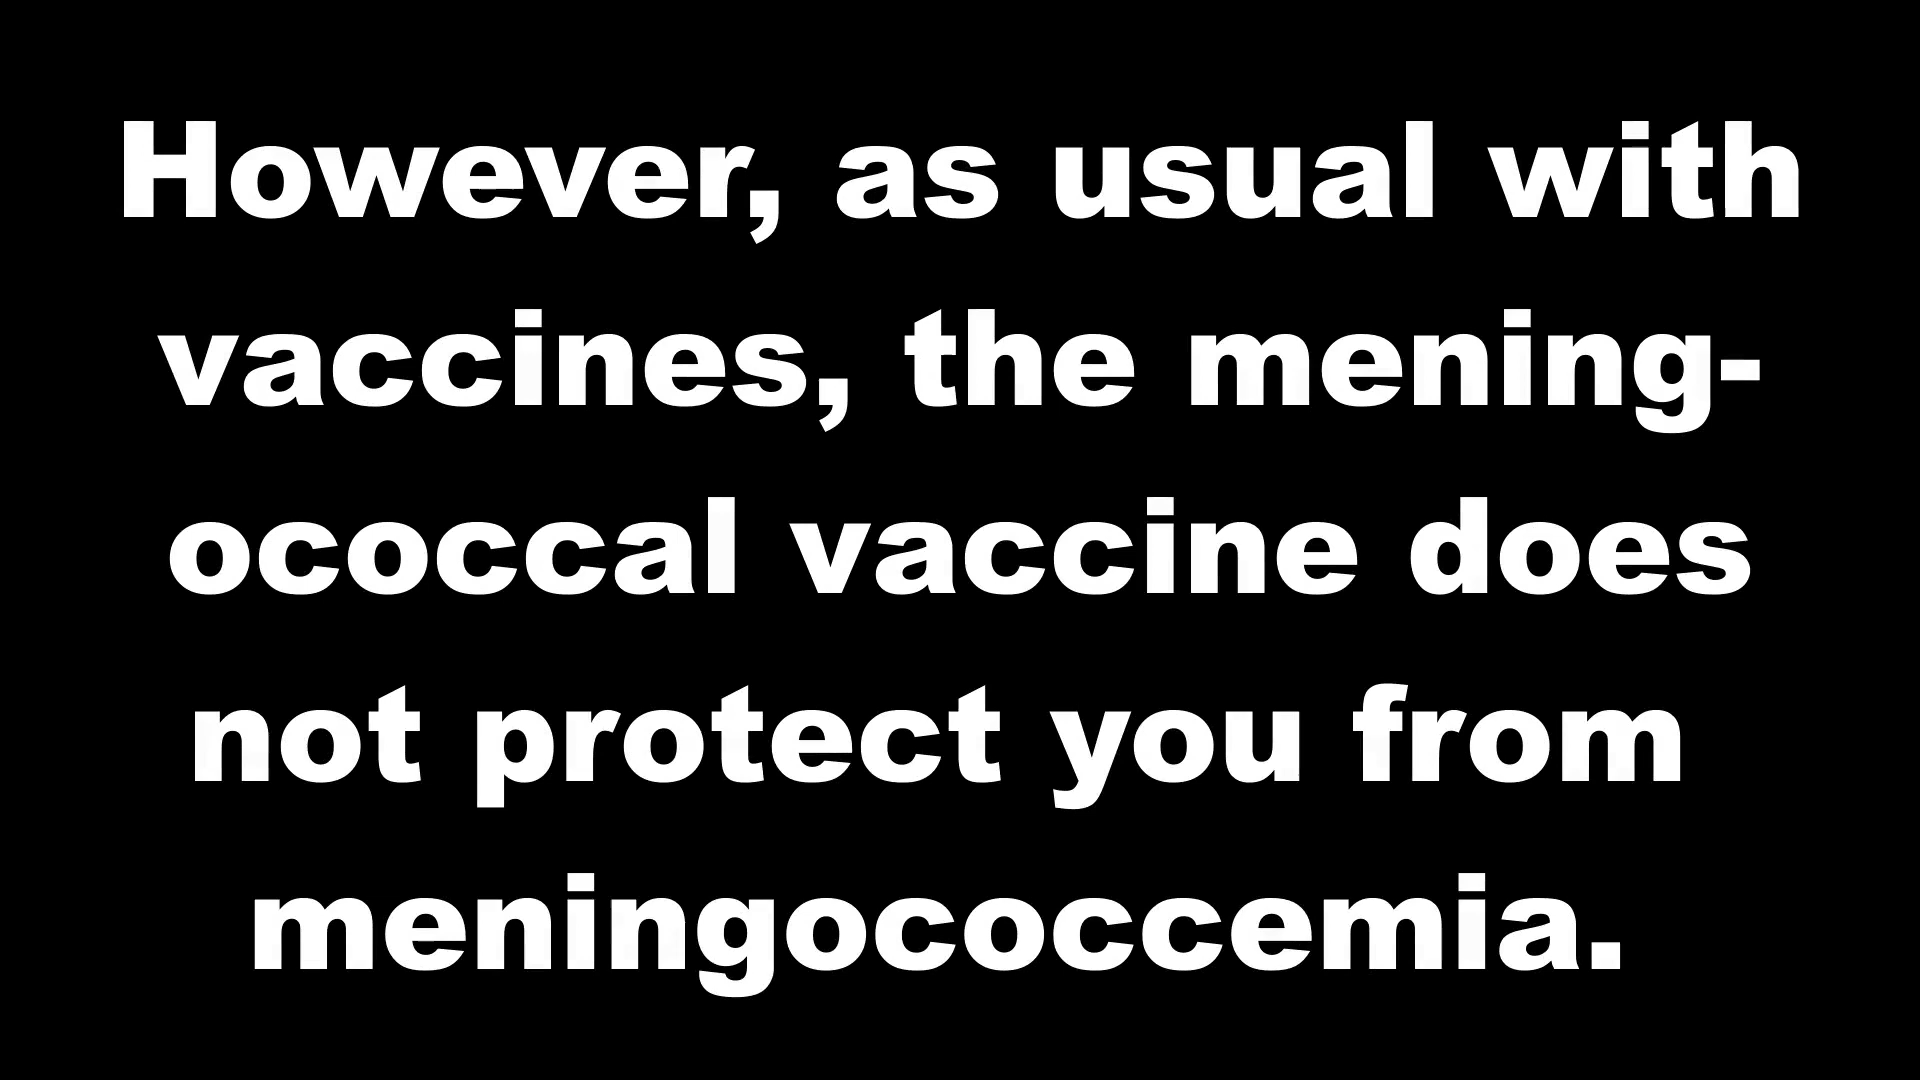 However, as usual with
vaccines, the mening-
ococcal vaccine does
not protect you from
meningococcemia.